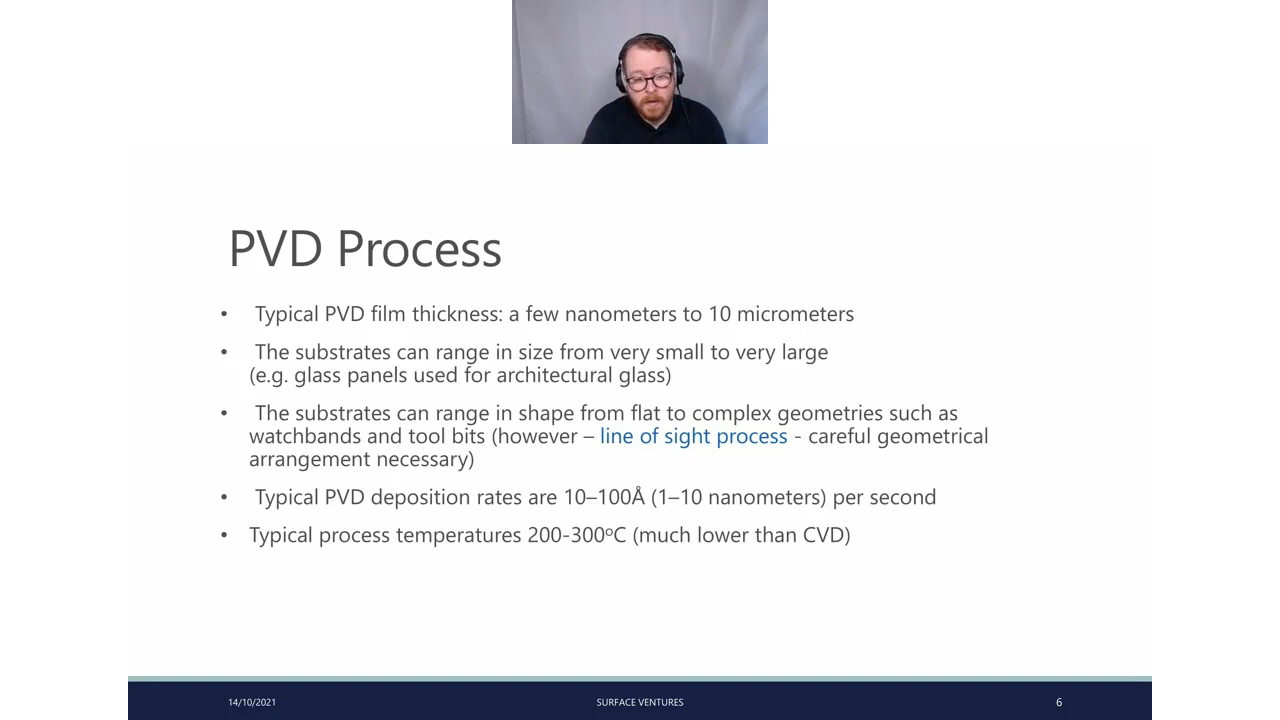 PVD Process
• Typical PVD film thickness: a few nanometers to 10 micrometers
• The substrates can range in size from very small to very large
(e.g. glass panels used for architectural glass)
• The substrates can range in shape from flat to complex geometries such as
watchbands and tool bits (however – line of sight process - careful geometrical
arrangement necessary)
• Typical PVD deposition rates are 10–100Å (1–10 nanometers) per second
• Typical process temperatures 200-300ºC (much lower than CVD)
14/10/2021
SURFACE VENTURES
6